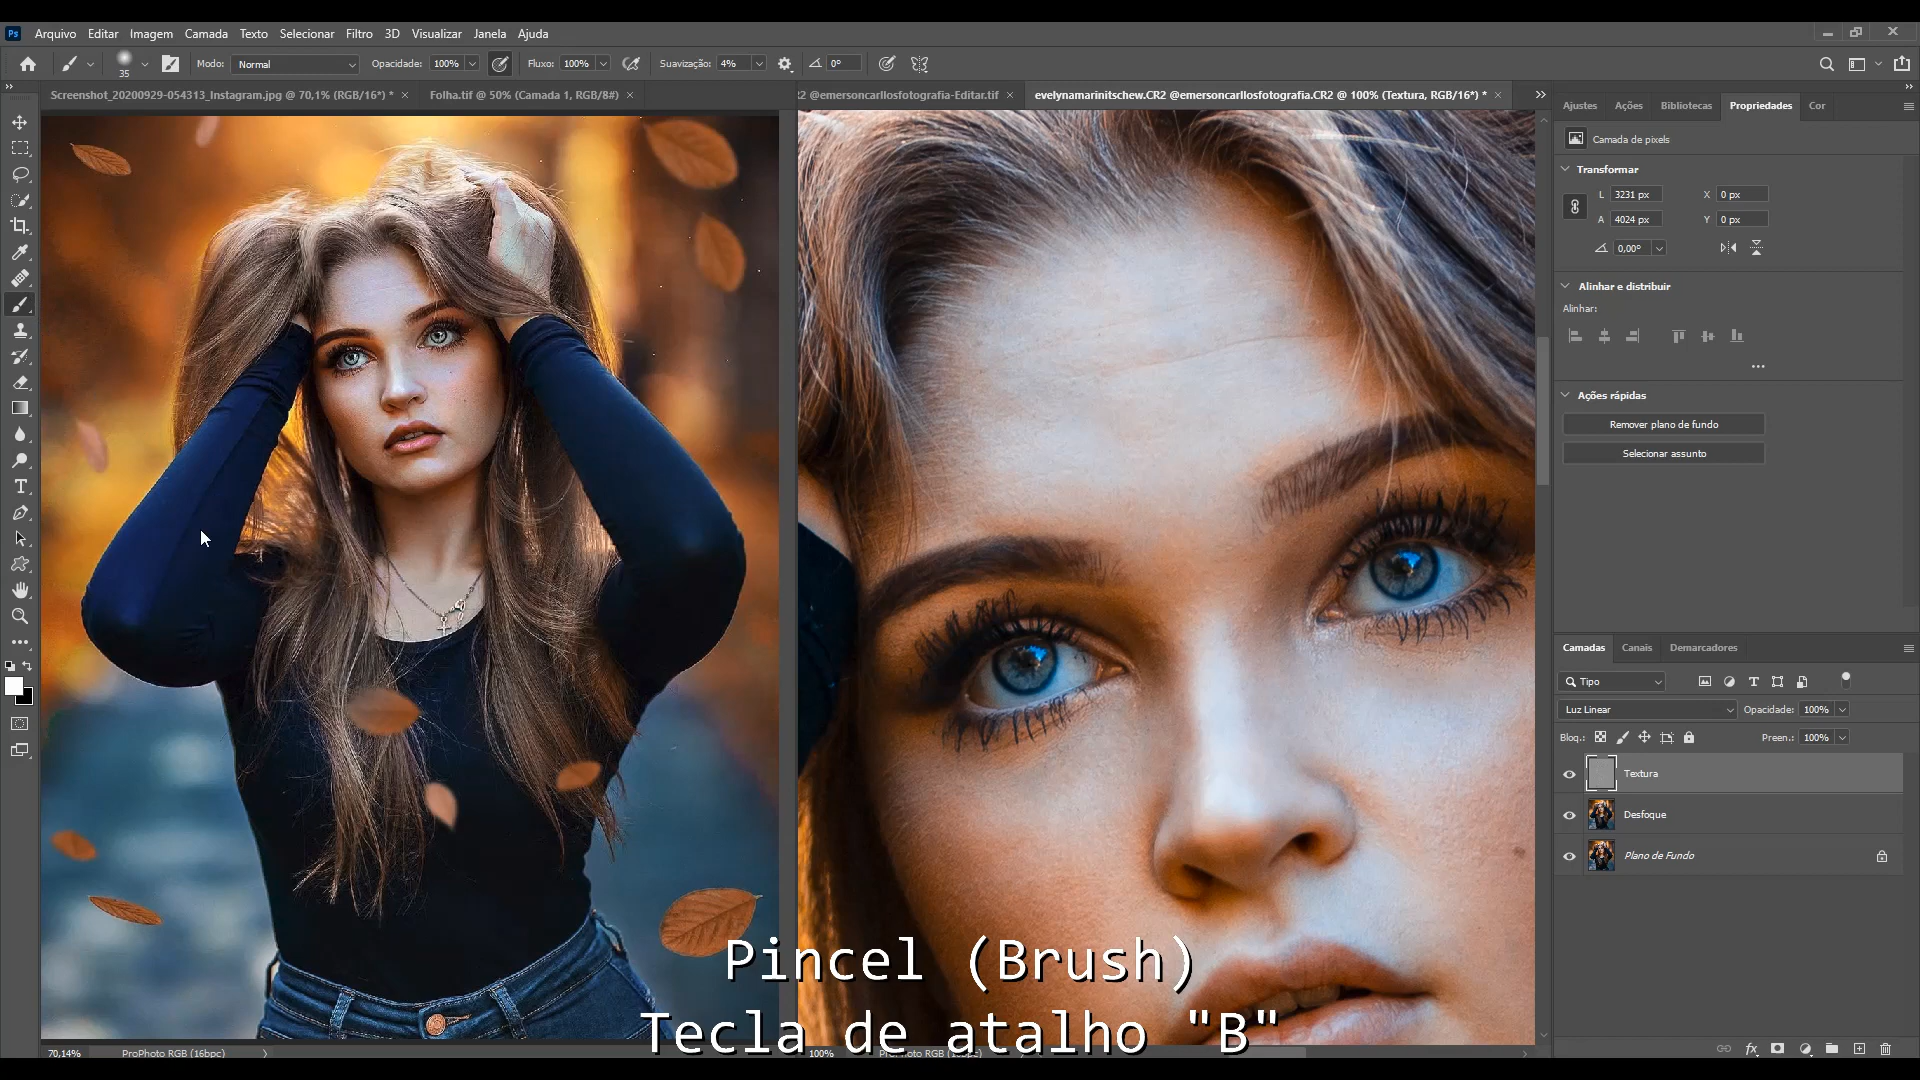 Ps Arquivo Editar Imagem Camada Texto Selecionar Filtro 3D Visualizar Janela Ajuda
35 Modo: Normal Opacidade: 100% Fluxo: 100% Suavização: 4% 0°
Screenshot_20200929-054313_Instagram.jpg @ 70,1% (RGB/16*) * × Folha.tif @ 50% (Camada 1, RGB/8#) × 2 @emersoncarllosfotografia-Editar.tif × evelynamarinitschew.CR2 @emersoncarllosfotografia.CR2 @ 100% (Textura, RGB/16*) * ×
Ajustes Ações Bibliotecas Propriedades Cor
Camada de pixels
Transformar
L 3231 px X 0 px
A 4024 px Y 0 px
0,00°
Alinhar e distribuir
Alinhar:
Ações rápidas
Remover plano de fundo
Selecionar assunto
Camadas Canais Demarcadores
Tipo
Luz Linear Opacidade: 100%
Bloq.: Preen.: 100%
Textura
Desfoque
Plano de Fundo
Pincel (Brush)
Tecla de atalho "B"
70,14% ProPhoto RGB (16bpc) 100% ProPhoto RGB (16bpc)